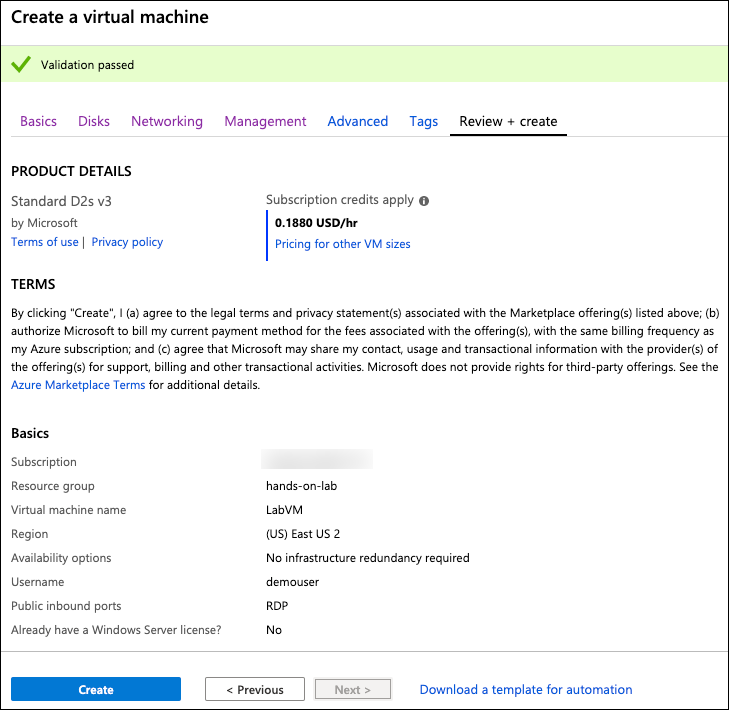 Create a virtual machine
Validation passed
Basics Disks Networking Management Advanced Tags Review + create
PRODUCT DETAILS
Standard D2s v3
by Microsoft
Terms of use | Privacy policy
Subscription credits apply
0.1880 USD/hr
Pricing for other VM sizes
TERMS
By clicking "Create", I (a) agree to the legal terms and privacy statement(s) associated with the Marketplace offering(s) listed above; (b)
authorize Microsoft to bill my current payment method for the fees associated with the offering(s), with the same billing frequency as
my Azure subscription; and (c) agree that Microsoft may share my contact, usage and transactional information with the provider(s) of
the offering(s) for support, billing and other transactional activities. Microsoft does not provide rights for third-party offerings. See the
Azure Marketplace Terms for additional details.
Basics
Subscription
Resource group hands-on-lab
Virtual machine name LabVM
Region (US) East US 2
Availability options No infrastructure redundancy required
Username demouser
Public inbound ports RDP
Already have a Windows Server license? No
Create < Previous Next > Download a template for automation